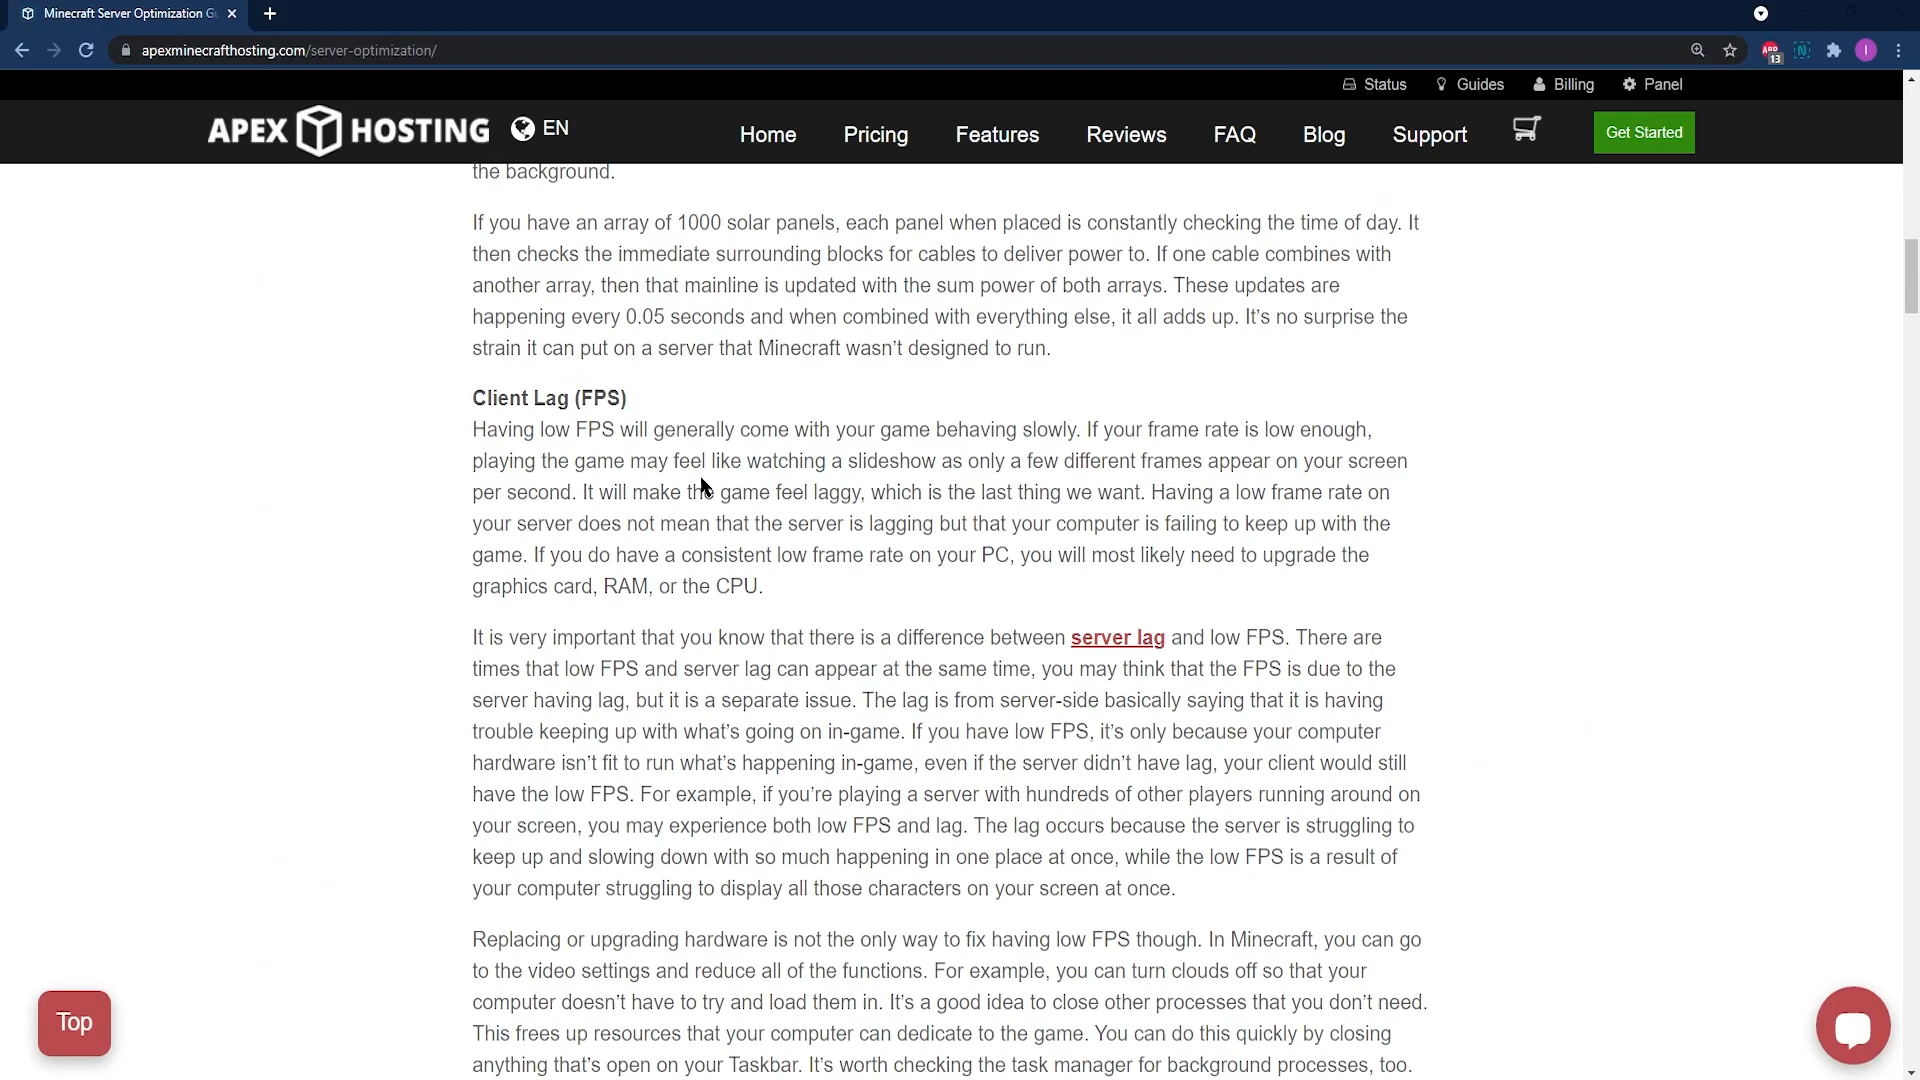 Minecraft Server Optimization G
apexminecrafthosting.com/server-optimization/
ABP
13
N
I
Status
Guides
Billing
Panel
APEX HOSTING
EN
Home
Pricing
Features
Reviews
FAQ
Blog
Support
Get Started
the background.
If you have an array of 1000 solar panels, each panel when placed is constantly checking the time of day. It
then checks the immediate surrounding blocks for cables to deliver power to. If one cable combines with
another array, then that mainline is updated with the sum power of both arrays. These updates are
happening every 0.05 seconds and when combined with everything else, it all adds up. It’s no surprise the
strain it can put on a server that Minecraft wasn’t designed to run.
Client Lag (FPS)
Having low FPS will generally come with your game behaving slowly. If your frame rate is low enough,
playing the game may feel like watching a slideshow as only a few different frames appear on your screen
per second. It will make the game feel laggy, which is the last thing we want. Having a low frame rate on
your server does not mean that the server is lagging but that your computer is failing to keep up with the
game. If you do have a consistent low frame rate on your PC, you will most likely need to upgrade the
graphics card, RAM, or the CPU.
It is very important that you know that there is a difference between server lag and low FPS. There are
times that low FPS and server lag can appear at the same time, you may think that the FPS is due to the
server having lag, but it is a separate issue. The lag is from server-side basically saying that it is having
trouble keeping up with what’s going on in-game. If you have low FPS, it’s only because your computer
hardware isn’t fit to run what’s happening in-game, even if the server didn’t have lag, your client would still
have the low FPS. For example, if you’re playing a server with hundreds of other players running around on
your screen, you may experience both low FPS and lag. The lag occurs because the server is struggling to
keep up and slowing down with so much happening in one place at once, while the low FPS is a result of
your computer struggling to display all those characters on your screen at once.
Replacing or upgrading hardware is not the only way to fix having low FPS though. In Minecraft, you can go
to the video settings and reduce all of the functions. For example, you can turn clouds off so that your
computer doesn’t have to try and load them in. It’s a good idea to close other processes that you don’t need.
This frees up resources that your computer can dedicate to the game. You can do this quickly by closing
anything that’s open on your Taskbar. It’s worth checking the task manager for background processes, too.
Top